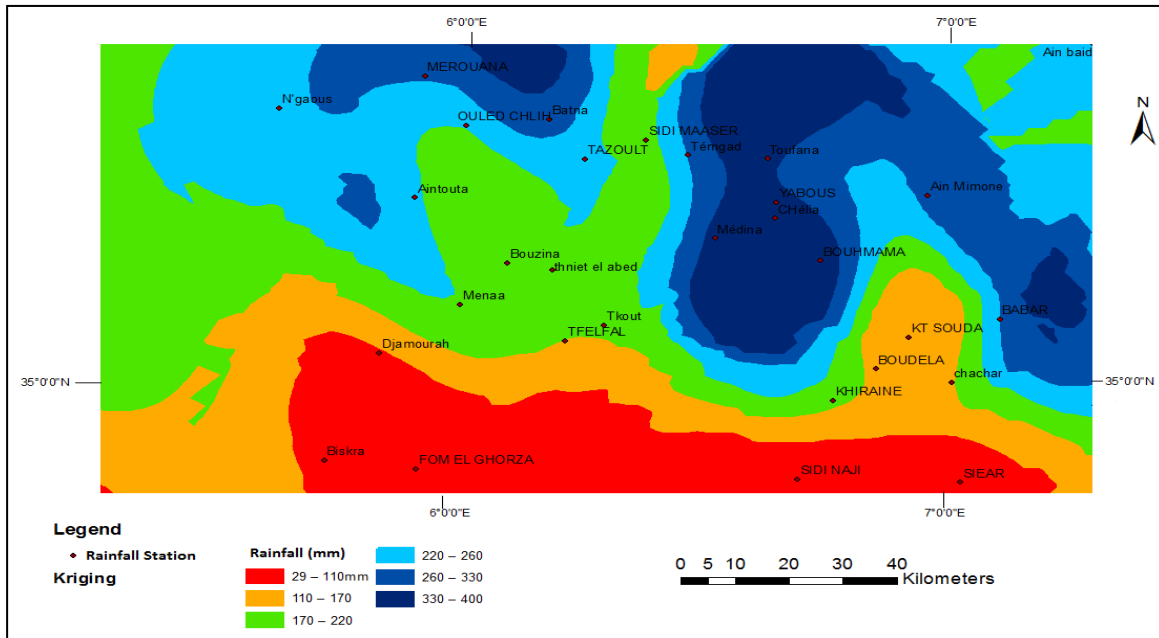 6°0'0"E 7°0'0"E
Ain baid
MEROUANA
N'gaous
N
Batna
OULED CHLIH
SIDI MAASER
TAZOULT
Térngad
Toufana
Aintouta
YABOUS
Ain Mimone
CHélia
Médina
Bouzina
thniet el abed
BOUHMAMA
Menaa
Tkout
BABAR
TFELFAL
KT SOUDA
Djamourah
BOUDELA
35°0'0"N
chachar
35°0'0"N
KHIRAINE
Biskra
FOM EL GHORZA
SIDI NAJI
SIEAR
6°0'0"E 7°0'0"E
Legend
Rainfall Station
Kriging
Rainfall (mm)
29 – 110mm
110 – 170
170 – 220
220 – 260
260 – 330
330 – 400
0 5 10 20 30 40
Kilometers